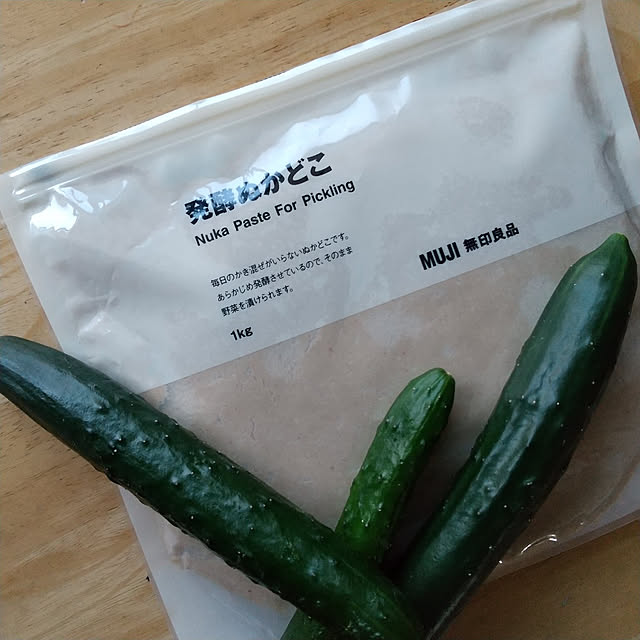 発酵ぬかどこ
Nuka Paste For Pickling
毎日のかき混ぜがいらないぬかどこです。
あらかじめ発酵させているので、そのまま
野菜を漬けられます。
1kg
MUJI 無印良品